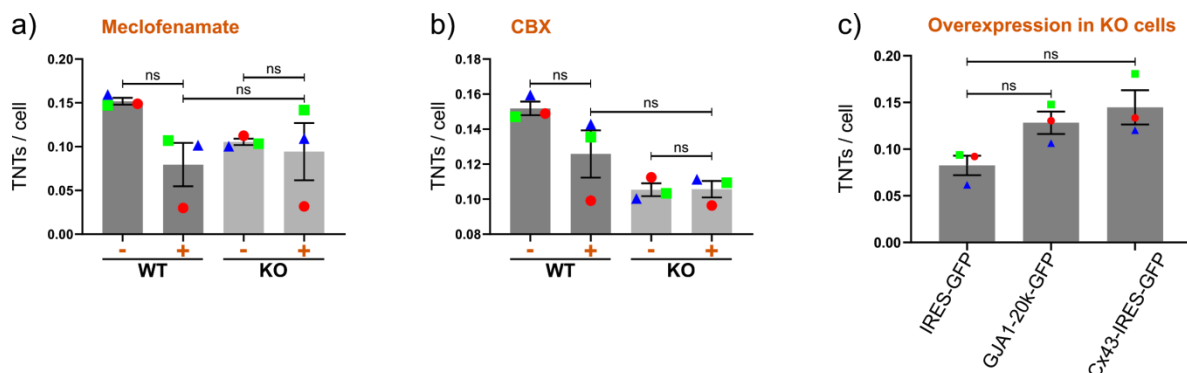 a)
Meclofenamate
TNTs / cell
0.20
0.15
0.10
0.05
0.00
ns
ns
ns
- + - +
WT KO
b)
CBX
TNTs / cell
0.18
0.16
0.14
0.12
0.10
0.08
ns
ns
ns
- + - +
WT KO
c)
Overexpression in KO cells
TNTs / cell
0.20
0.15
0.10
0.05
0.00
ns
ns
IRES-GFP
GJA1-20k-GFP
Cx43-IRES-GFP